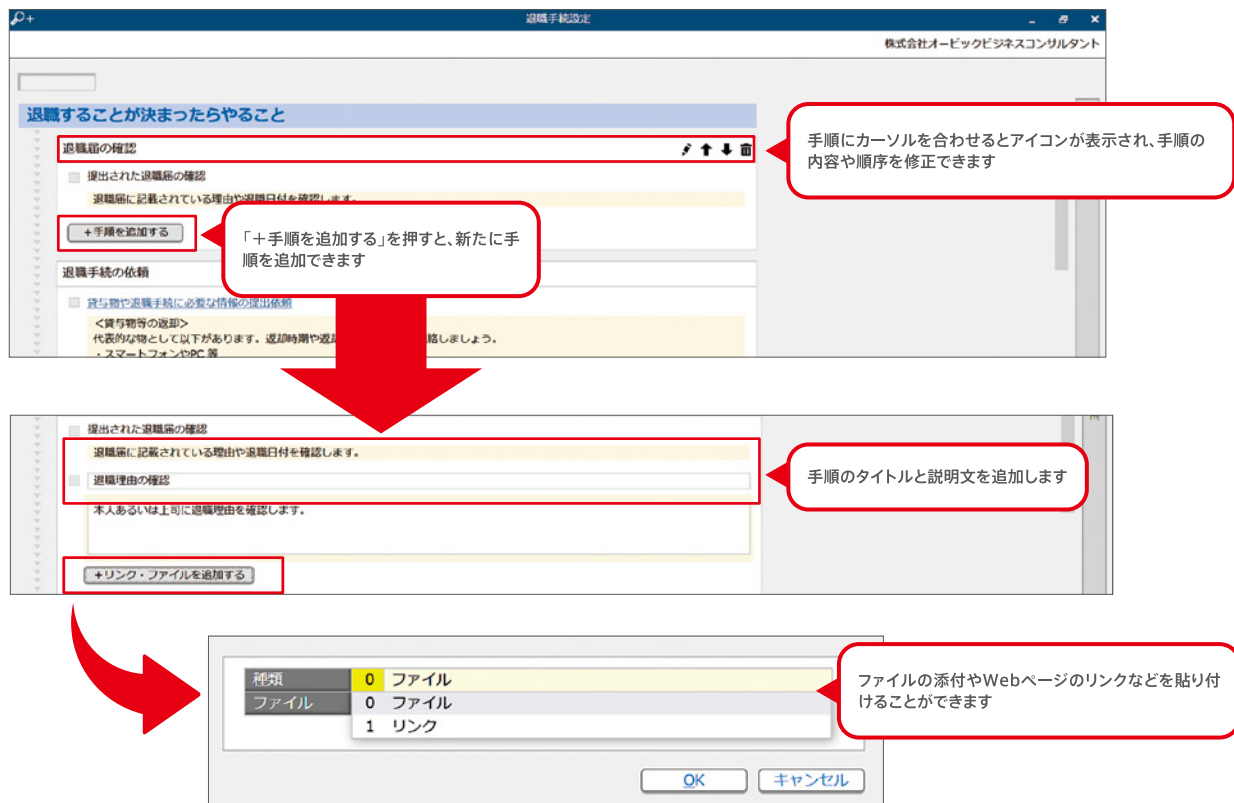 退職手続設定
株式会社オービックビジネスコンサルタント
退職することが決まったらやること
退職届の確認
手順にカーソルを合わせるとアイコンが表示され、手順の
内容や順序を修正できます
提出された退職届の確認
退職届に記載されている理由や退職日付を確認します。
+手順を追加する
「＋手順を追加する」を押すと、新たに手
順を追加できます
退職手続の依頼
貸与物や退職手続に必要な情報の提出依頼
<貸与物等の返却>
代表的な物として以下があります。返却時期や返
絡しましょう。
・スマートフォンやPC 等
提出された退職届の確認
退職届に記載されている理由や退職日付を確認します。
退職理由の確認
手順のタイトルと説明文を追加します
本人あるいは上司に退職理由を確認します。
+リンク・ファイルを追加する
種類 0 ファイル
ファイル 0 ファイル
1 リンク
ファイルの添付やWebページのリンクなどを貼り付
けることができます
OK キャンセル